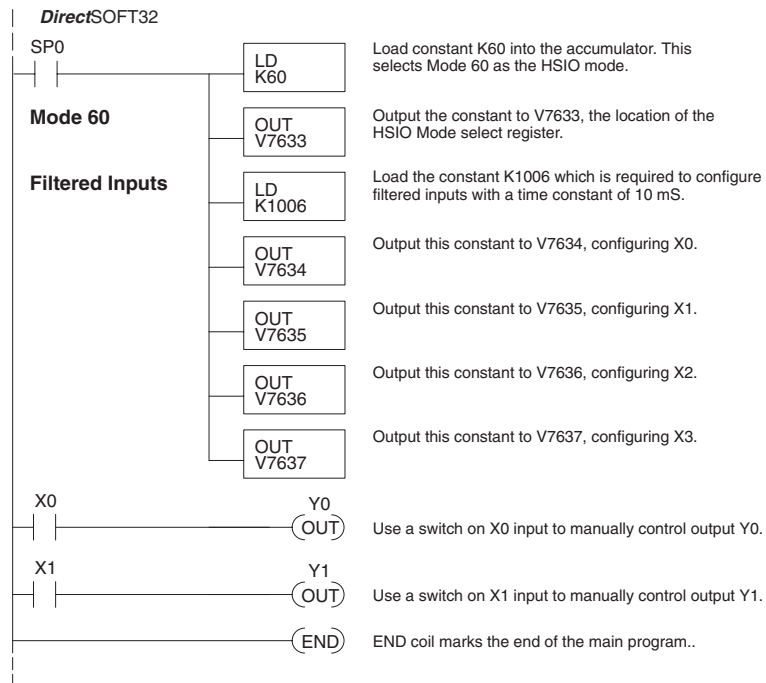 DirectSOFT32
SP0
LD
K60
Load constant K60 into the accumulator. This
selects Mode 60 as the HSIO mode.
Mode 60
OUT
V7633
Output the constant to V7633, the location of the
HSIO Mode select register.
Filtered Inputs
LD
K1006
Load the constant K1006 which is required to configure
filtered inputs with a time constant of 10 mS.
OUT
V7634
Output this constant to V7634, configuring X0.
OUT
V7635
Output this constant to V7635, configuring X1.
OUT
V7636
Output this constant to V7636, configuring X2.
OUT
V7637
Output this constant to V7637, configuring X3.
X0
Y0
OUT
Use a switch on X0 input to manually control output Y0.
X1
Y1
OUT
Use a switch on X1 input to manually control output Y1.
END
END coil marks the end of the main program..